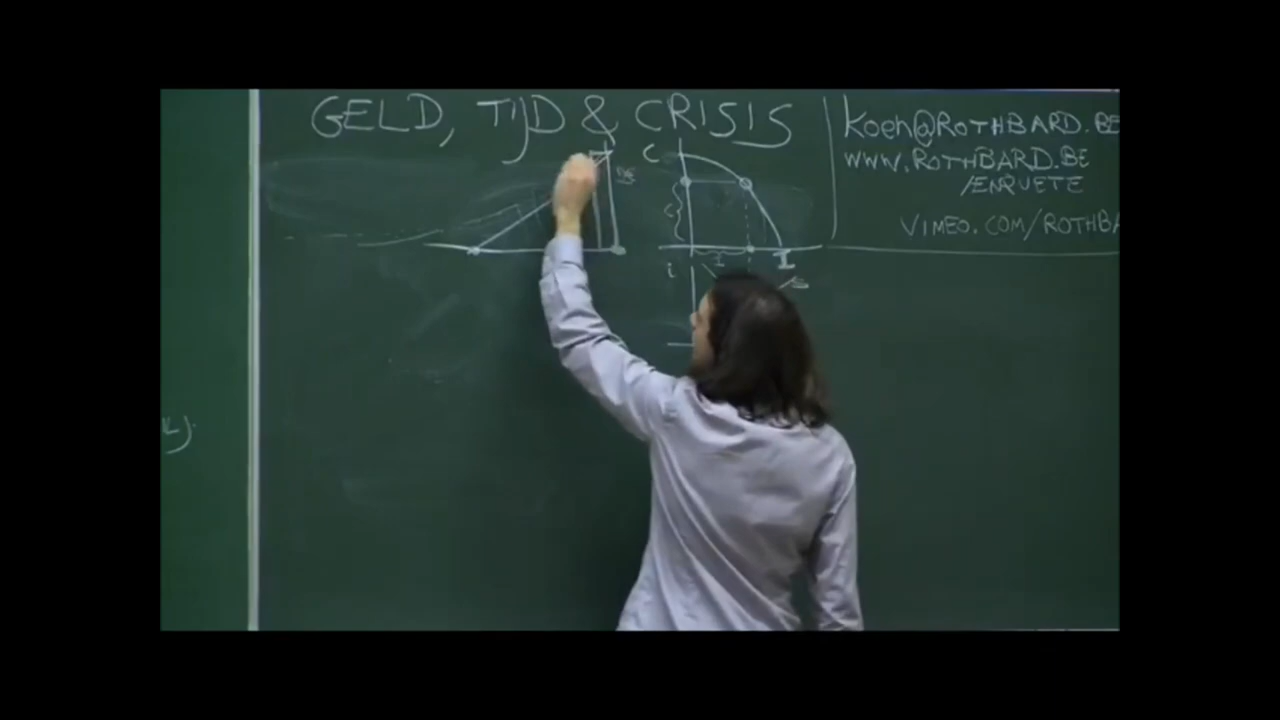 GELD, TIJD & CRISIS
koen@ROTHBARD.BE
WWW.ROTHBARD.BE
/ENQUETE
VIMEO.COM/ROTHBA
C
C
I
I
i